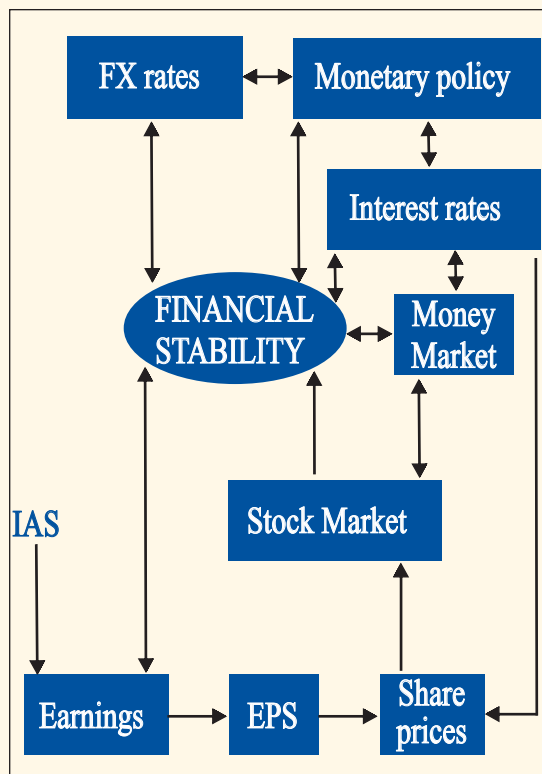 FX rates
Monetary policy
Interest rates
FINANCIAL
STABILITY
Money
Market
Stock Market
IAS
Earnings
EPS
Share
prices